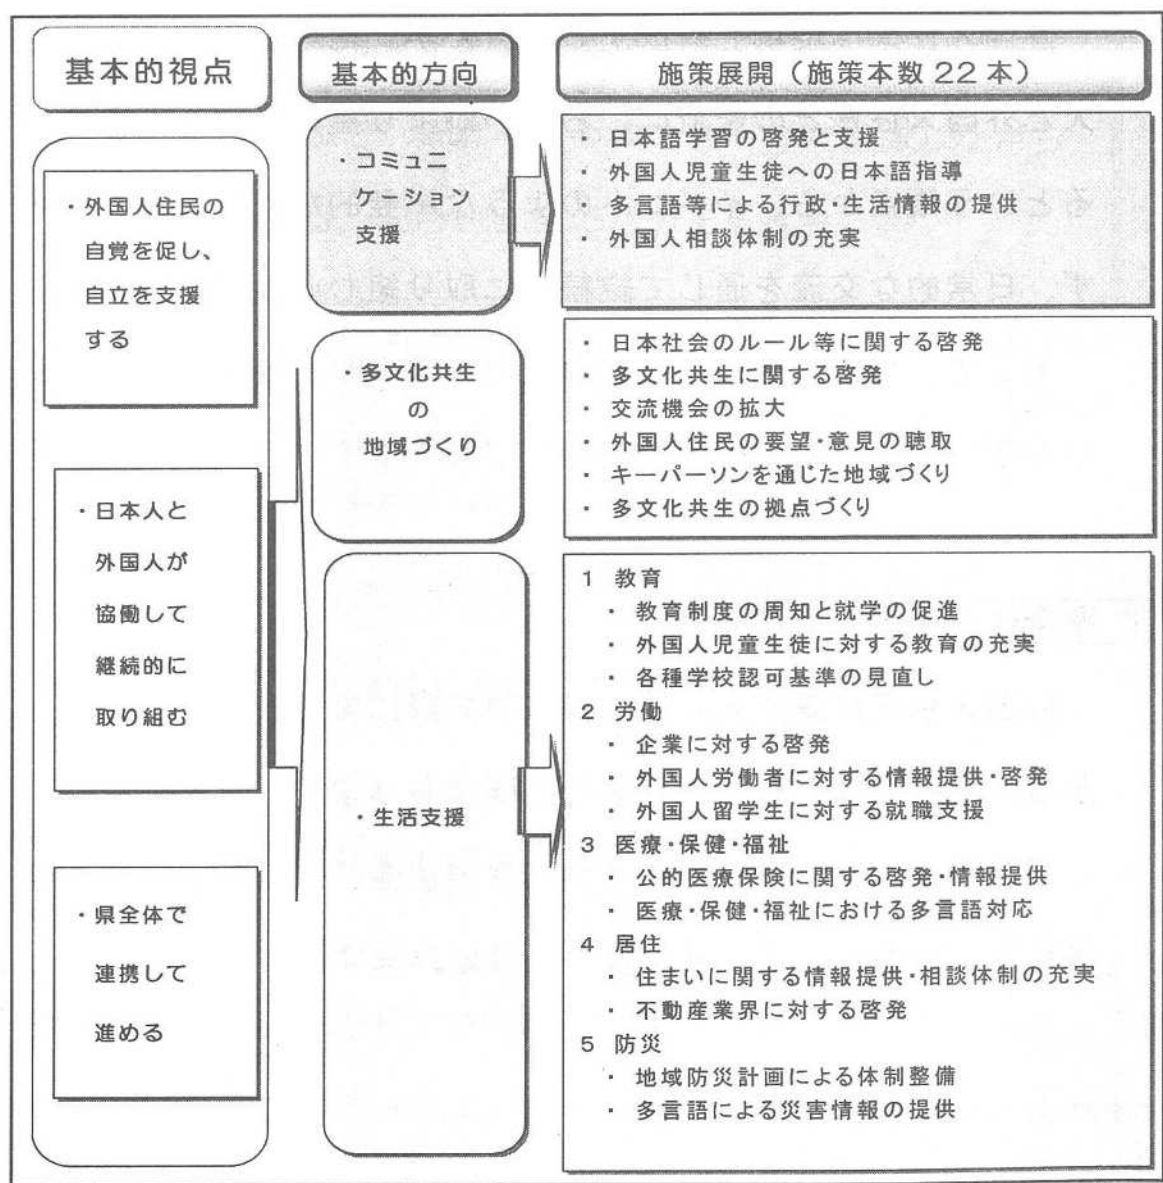 基本的視点
基本的方向
施策展開（施策本数 22 本）
・外国人住民の
自覚を促し、
自立を支援
する
・日本人と
外国人が
協働して
継続的に
取り組む
・県全体で
連携して
進める
・コミュニ
ケーション
支援
・多文化共生
の
地域づくり
・生活支援
・ 日本語学習の啓発と支援
・ 外国人児童生徒への日本語指導
・ 多言語等による行政・生活情報の提供
・ 外国人相談体制の充実
・ 日本社会のルール等に関する啓発
・ 多文化共生に関する啓発
・ 交流機会の拡大
・ 外国人住民の要望・意見の聴取
・ キーパーソンを通じた地域づくり
・ 多文化共生の拠点づくり
1 教育
・ 教育制度の周知と就学の促進
・ 外国人児童生徒に対する教育の充実
・ 各種学校認可基準の見直し
2 労働
・ 企業に対する啓発
・ 外国人労働者に対する情報提供・啓発
・ 外国人留学生に対する就職支援
3 医療・保健・福祉
・ 公的医療保険に関する啓発・情報提供
・ 医療・保健・福祉における多言語対応
4 居住
・ 住まいに関する情報提供・相談体制の充実
・ 不動産業界に対する啓発
5 防災
・ 地域防災計画による体制整備
・ 多言語による災害情報の提供